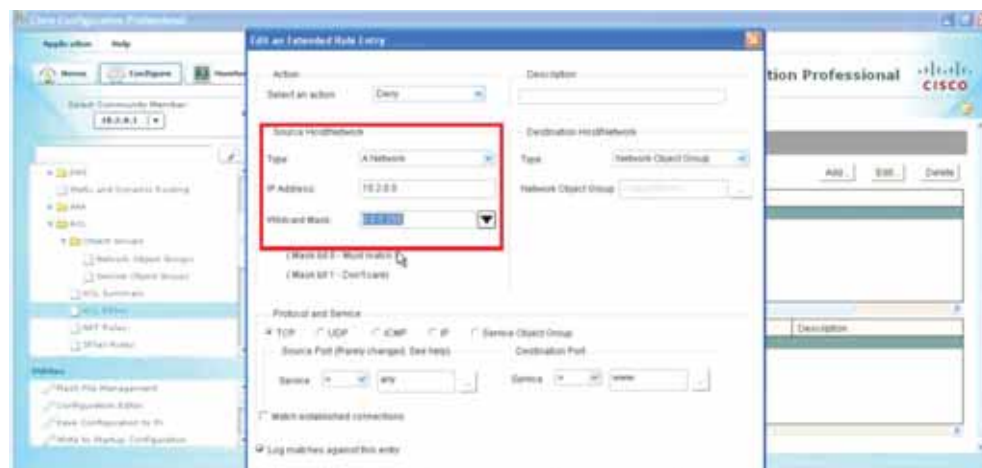 Cisco Configuration Professional
Application Help
Home Configure Monitor
tion Professional
CISCO
Select Community Member
10.2.0.1
DNS
Static and Dynamic Routing
AAA
ACL
Object Groups
Network Object Groups
Service Object Groups
ACL Summary
ACL Editor
NAT Rules
Utilities
Flash File Management
Configuration Editor
Save Configuration to PC
Write to Startup Configuration
Edit an Extended Rule Entry
Action
Select an action Deny
Description
Source Host/Network
Type A Network
IP Address
Wildcard Mask
(Mask bit 0 - Must match)
(Mask bit 1 - Don't care)
Destination Host/Network
Type Network Object Group
Network Object Group
...
Protocol and Service
TCP UDP ICMP IP Service Object Group
Source Port (Rarely changed. See help)
Service = any ...
Destination Port
Service = www ...
Match established connections
Log matches against this entry
Add... Edit... Delete
Description